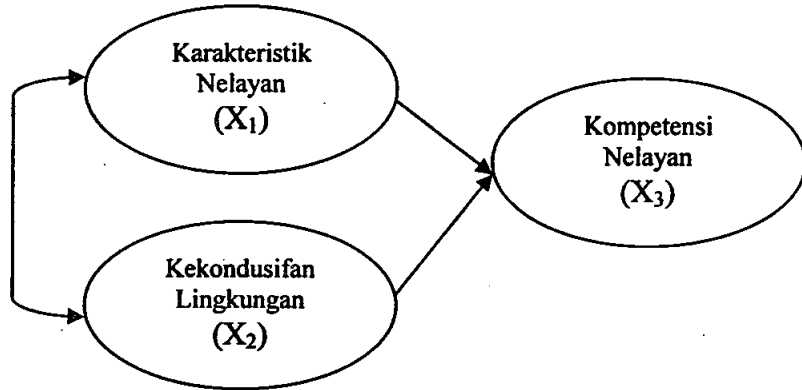 Karakteristik
Nelayan
(X₁)
Kompetensi
Nelayan
(X₃)
Kekondusifan
Lingkungan
(X₂)